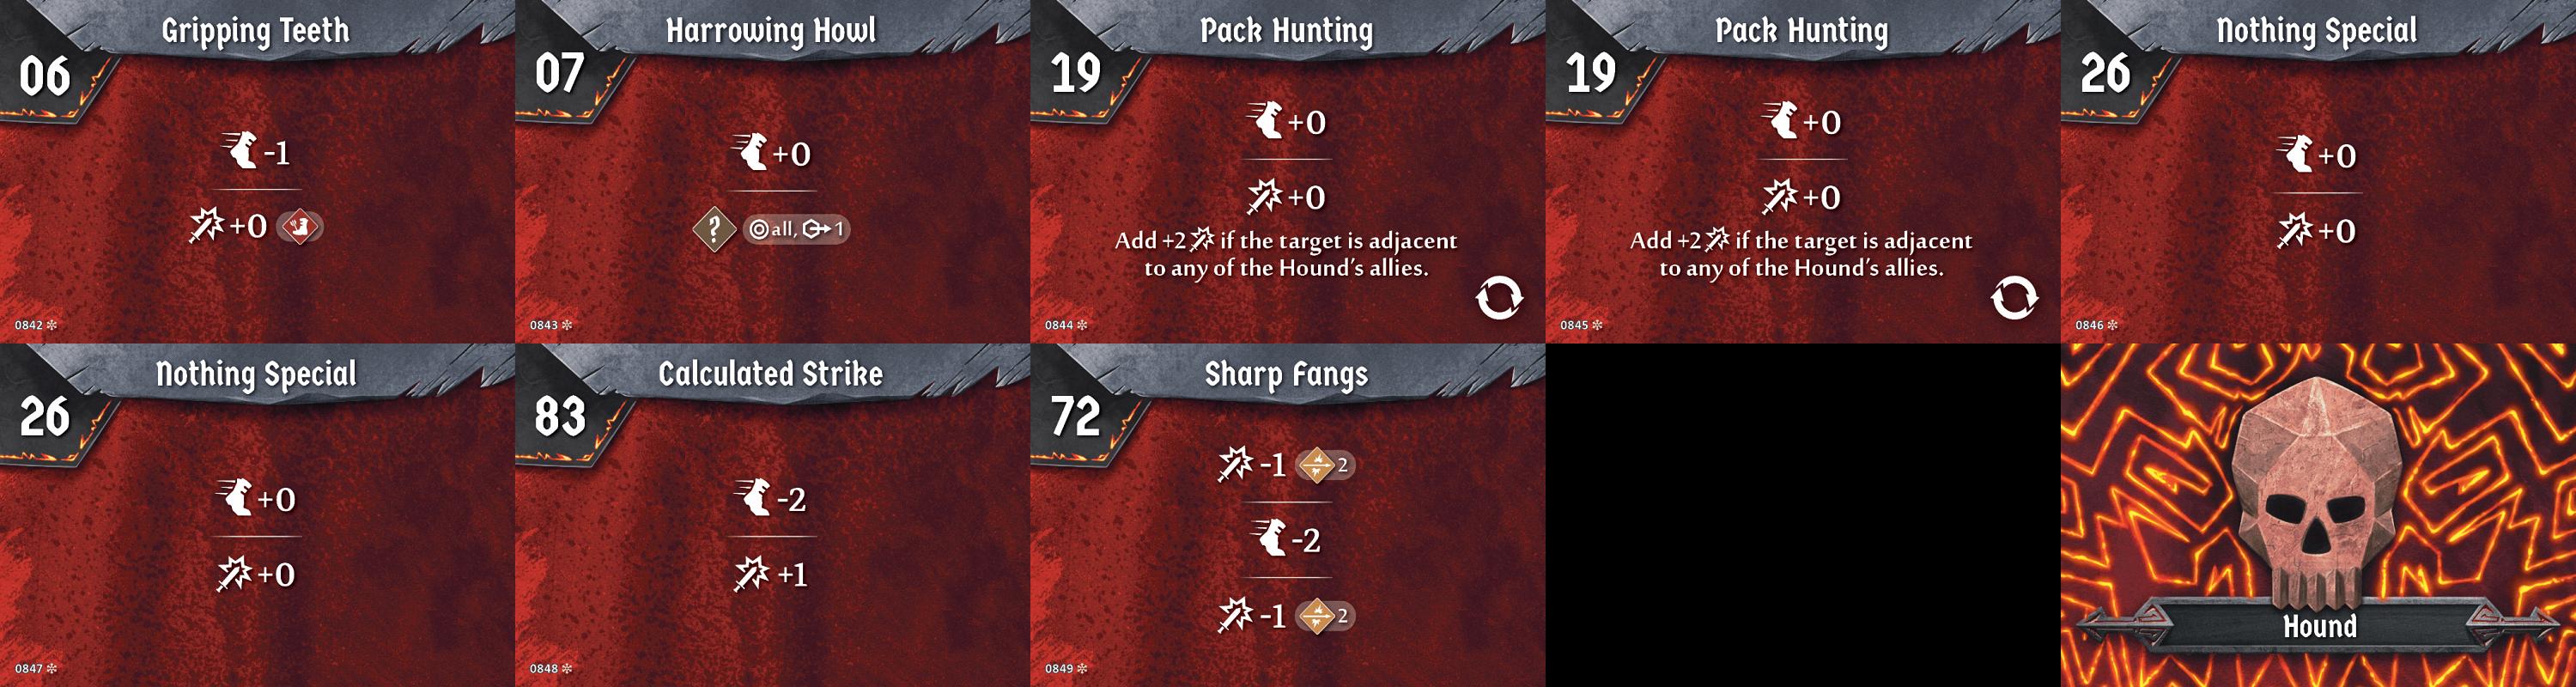 Gripping Teeth
06
-1
+0
0842
Harrowing Howl
07
+0
? all, 1
0843
Pack Hunting
19
+0
+0
Add +2 if the target is adjacent
to any of the Hound's allies.
0844
Pack Hunting
19
+0
+0
Add +2 if the target is adjacent
to any of the Hound's allies.
0845
Nothing Special
26
+0
+0
0846
Nothing Special
26
+0
+0
0847
Calculated Strike
83
-2
+1
0848
Sharp Fangs
72
-1 2
-2
-1 2
0849
Hound